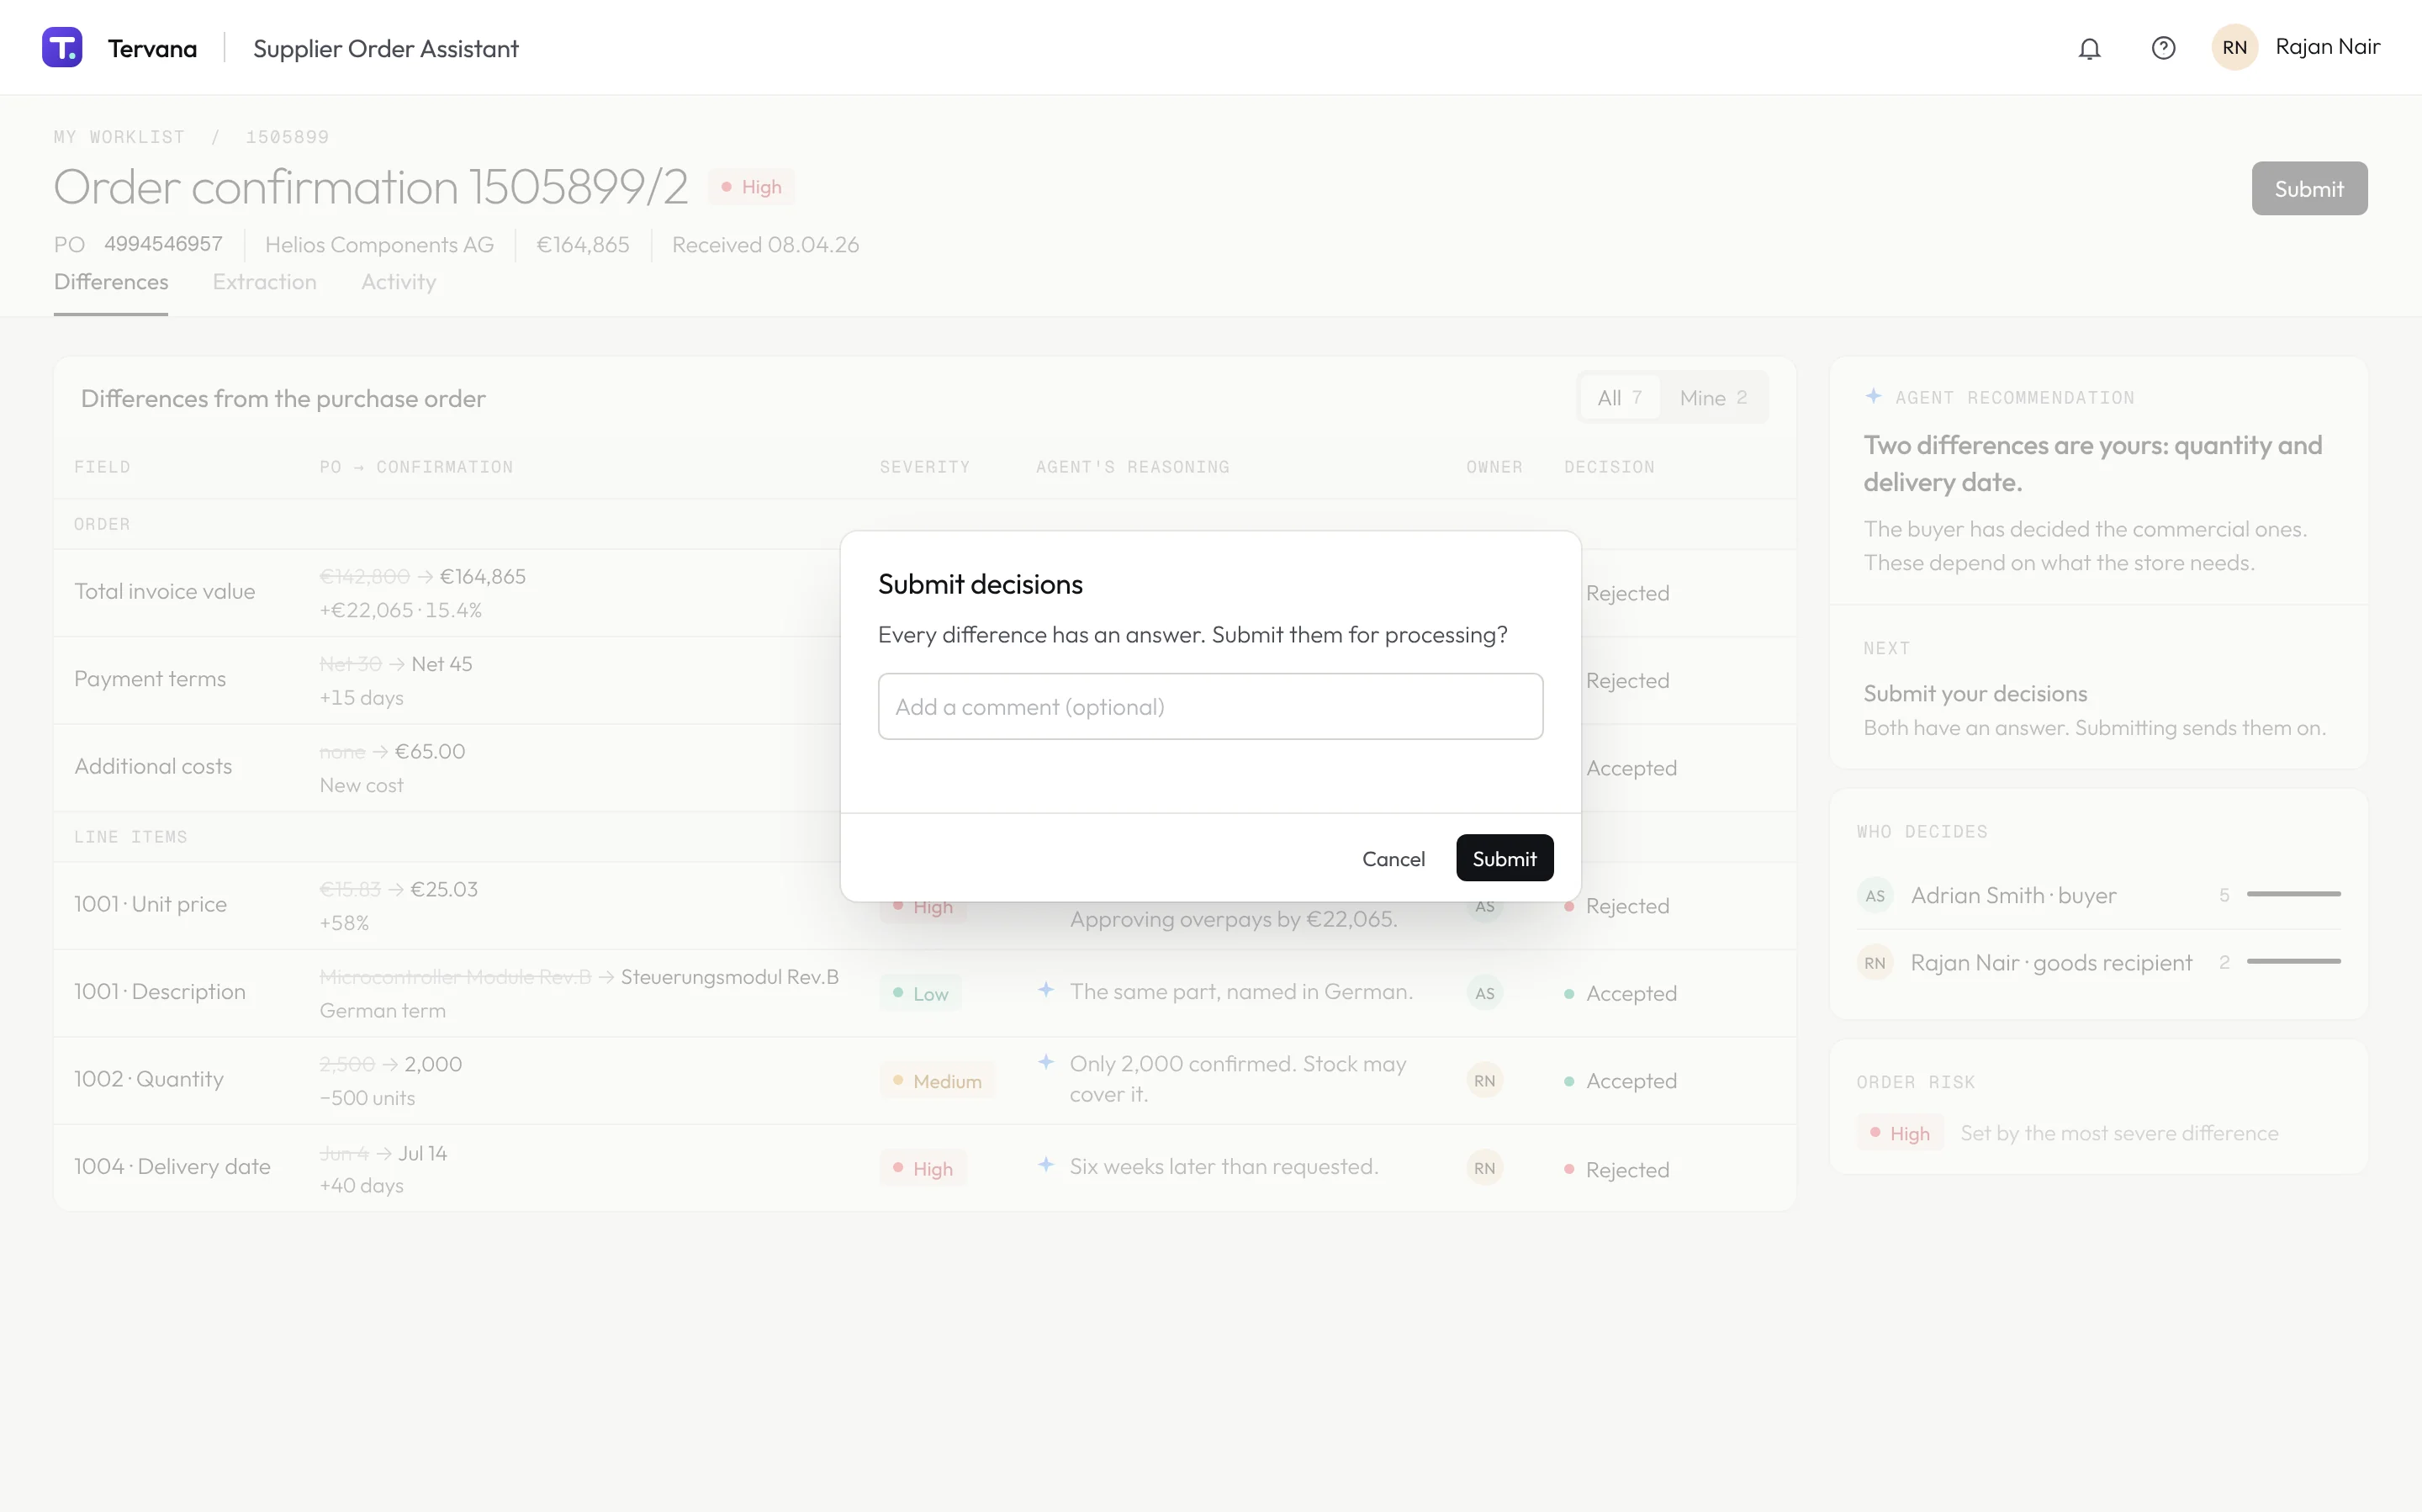 T.
Tervana
Supplier Order Assistant
RN
Rajan Nair
MY WORKLIST / 1505899
Order confirmation 1505899/2
High
Submit
PO 4994546957
Helios Components AG
€164,865
Received 08.04.26
Differences
Extraction
Activity
Differences from the purchase order
All 7
Mine 2
FIELD
PO → CONFIRMATION
SEVERITY
AGENT'S REASONING
OWNER
DECISION
ORDER
Total invoice value
€142,800 → €164,865
+€22,065 · 15.4%
Rejected
Payment terms
Net 30 → Net 45
+15 days
Rejected
Additional costs
none → €65.00
New cost
Accepted
LINE ITEMS
1001 · Unit price
€15.83 → €25.03
+58%
High
Approving overpays by €22,065.
AS
Rejected
1001 · Description
Microcontroller Module Rev.B → Steuerungsmodul Rev.B
German term
Low
The same part, named in German.
AS
Accepted
1002 · Quantity
2,500 → 2,000
−500 units
Medium
Only 2,000 confirmed. Stock may
cover it.
RN
Accepted
1004 · Delivery date
Jun 4 → Jul 14
+40 days
High
Six weeks later than requested.
RN
Rejected
Submit decisions
Every difference has an answer. Submit them for processing?
Add a comment (optional)
Cancel
Submit
AGENT RECOMMENDATION
Two differences are yours: quantity and
delivery date.
The buyer has decided the commercial ones.
These depend on what the store needs.
NEXT
Submit your decisions
Both have an answer. Submitting sends them on.
WHO DECIDES
AS
Adrian Smith · buyer
5
RN
Rajan Nair · goods recipient
2
ORDER RISK
High
Set by the most severe difference